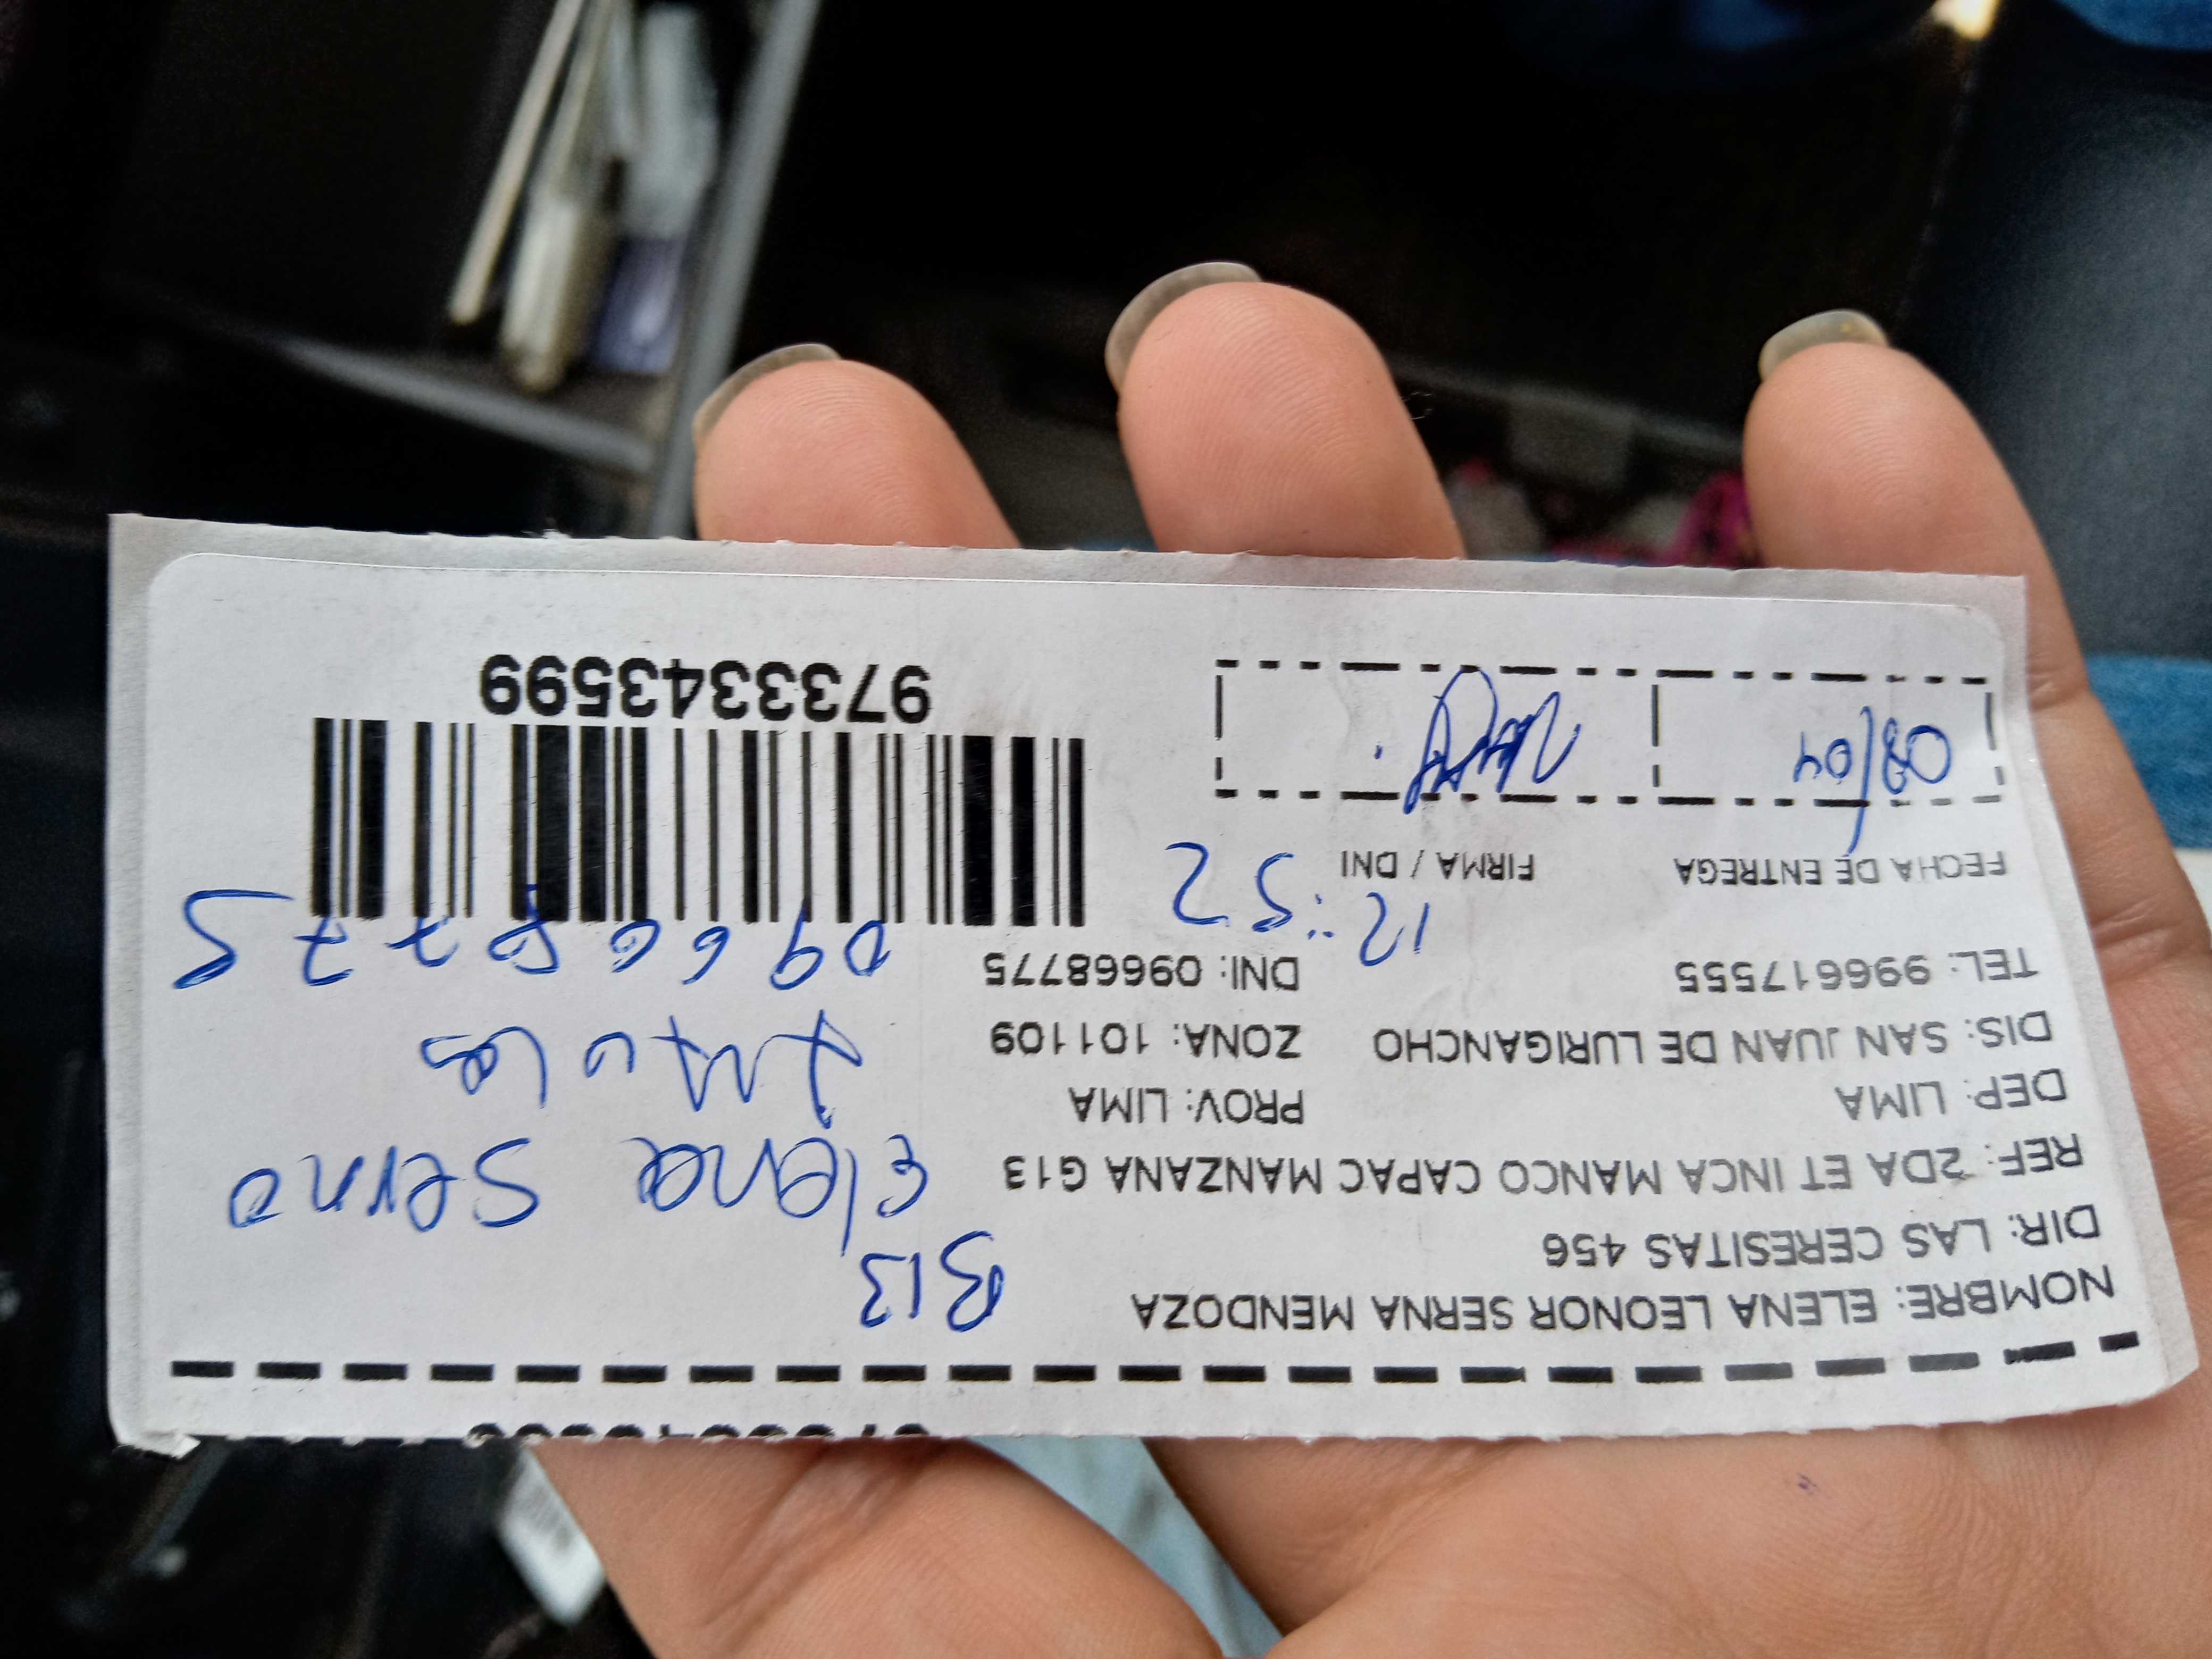 NOMBRE: ELENA LEONOR SERNA MENDOZA
DIR: LAS CERESITAS 456
B13
REF: 2DA ET INCA MANCO CAPAC MANZANA G13
Elena Serna
DEP: LIMA PROV: LIMA
DIS: SAN JUAN DE LURIGANCHO ZONA: 101109
Titular
TEL: 996617555 DNI: 09668775
09668775
12:52
FECHA DE ENTREGA FIRMA / DNI
08/04
9733343599